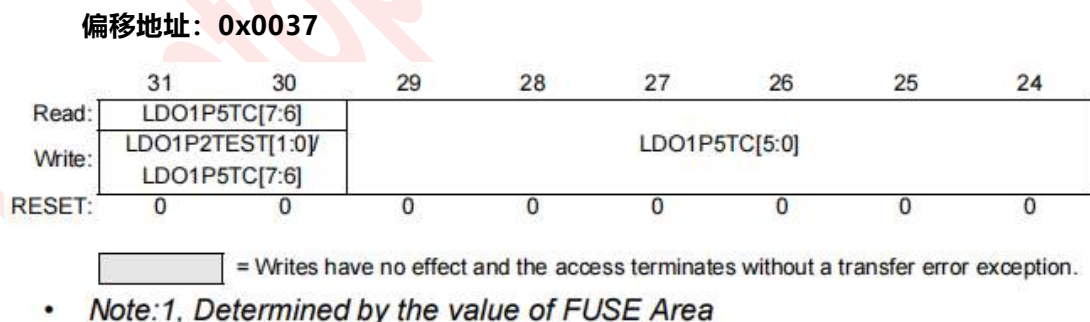 偏移地址：0x0037
31 30 29 28 27 26 25 24
Read: LDO1P5TC[7:6]
LDO1P5TC[5:0]
Write: LDO1P2TEST[1:0]/
LDO1P5TC[7:6]
RESET: 0 0 0 0 0 0 0 0
= Writes have no effect and the access terminates without a transfer error exception.
• Note:1, Determined by the value of FUSE Area